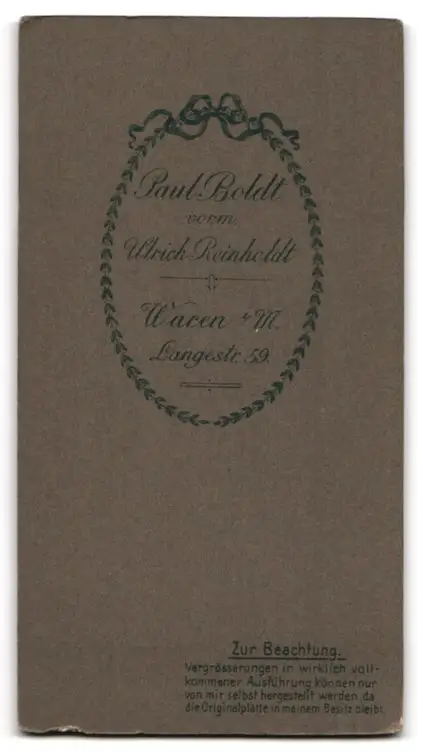 Paul Boldt
vorm.
Ulrich Reinholdt
Waren i/M.
Langestr. 59.
Zur Beachtung.
Vergrösserungen in wirklich voll-
kommener Ausführung können nur
von mir selbst hergestellt werden da
die Originalplatte in meinem Besitz bleibt.